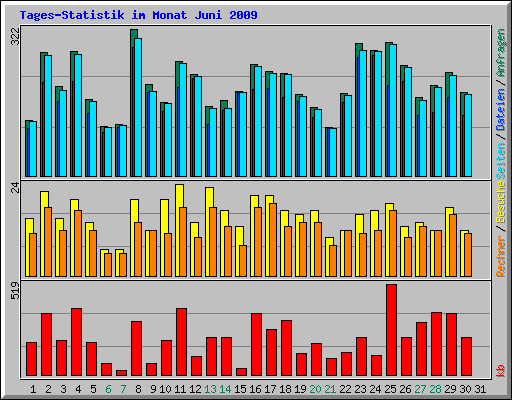 Tages-Statistik im Monat Juni 2009
322
24
519
Rechner / Besuche Seiten / Dateien / Anfragen
kb
1 2 3 4 5 6 7 8 9 10 11 12 13 14 15 16 17 18 19 20 21 22 23 24 25 26 27 28 29 30 31